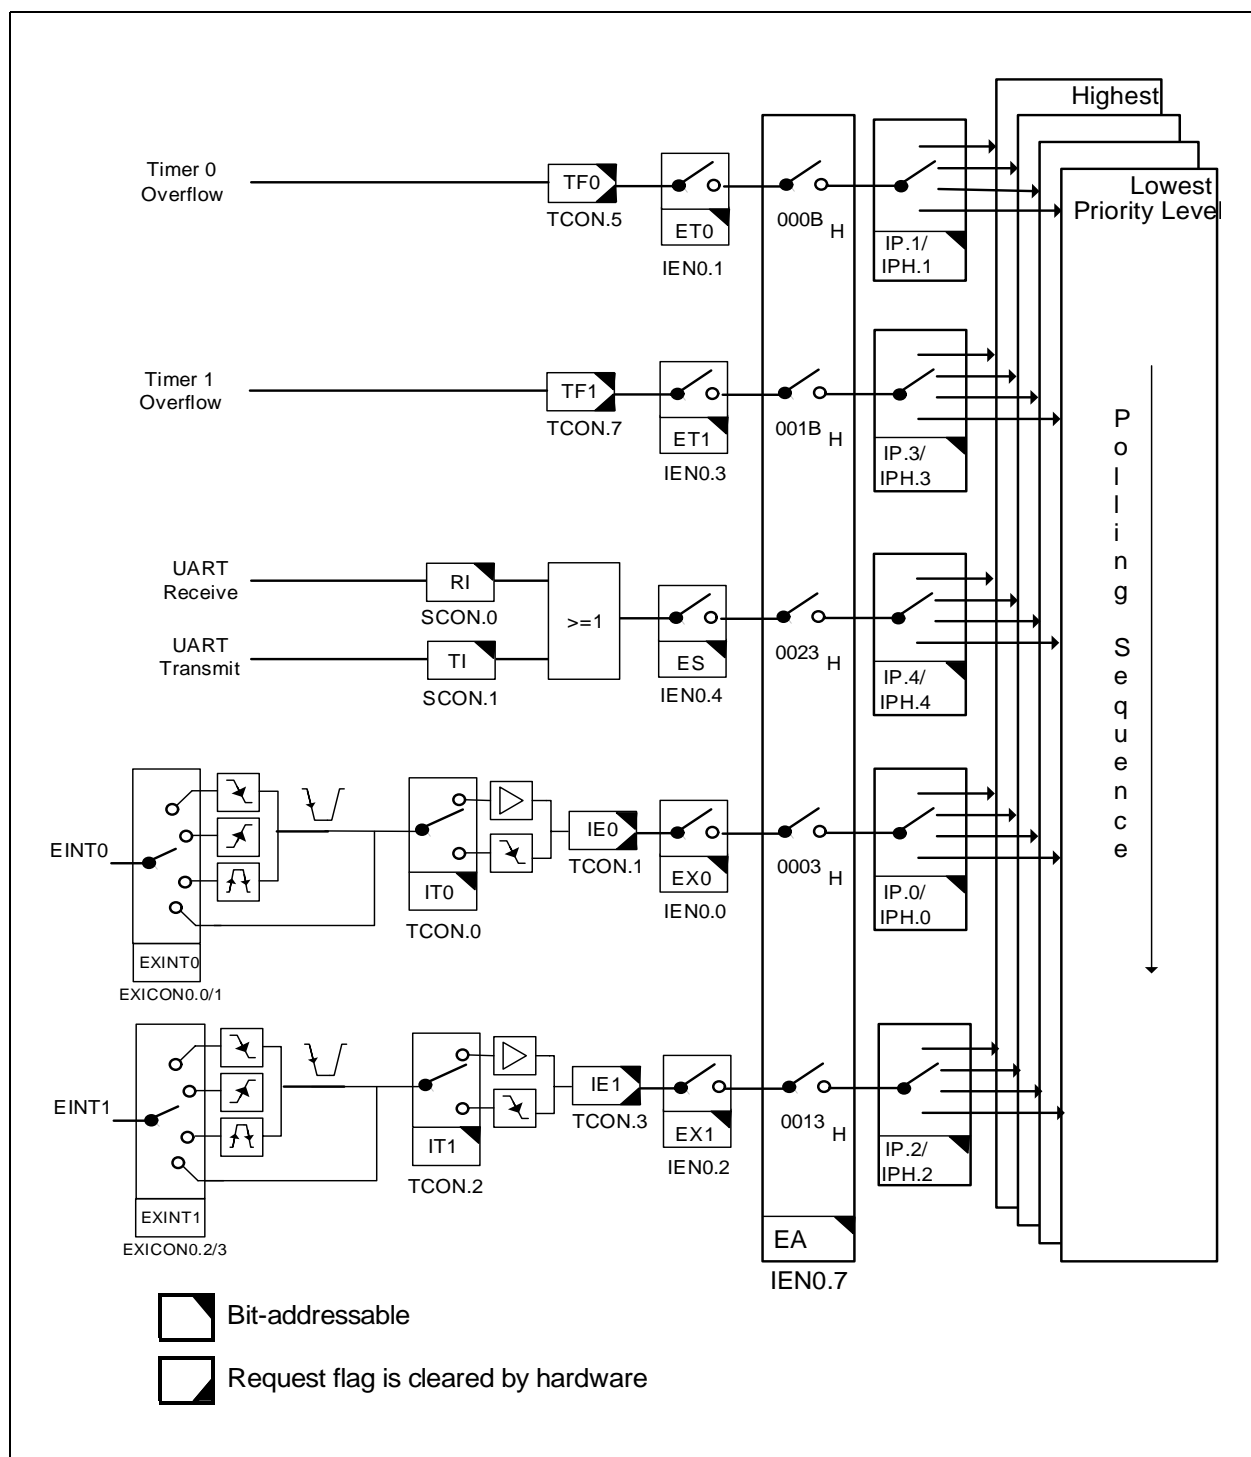 Highest
Lowest
Priority Level
Timer 0
Overflow
TF0
TCON.5
ET0
IEN0.1
000B H
IP.1/
IPH.1
Timer 1
Overflow
TF1
TCON.7
ET1
IEN0.3
001B H
IP.3/
IPH.3
Polling Sequence
UART
Receive
RI
SCON.0
UART
Transmit
TI
SCON.1
>=1
ES
IEN0.4
0023 H
IP.4/
IPH.4
EINT0
EXINT0
EXICON0.0/1
IT0
TCON.0
IE0
TCON.1
EX0
IEN0.0
0003 H
IP.0/
IPH.0
EINT1
EXINT1
EXICON0.2/3
IT1
TCON.2
IE1
TCON.3
EX1
IEN0.2
0013 H
IP.2/
IPH.2
EA
IEN0.7
Bit-addressable
Request flag is cleared by hardware